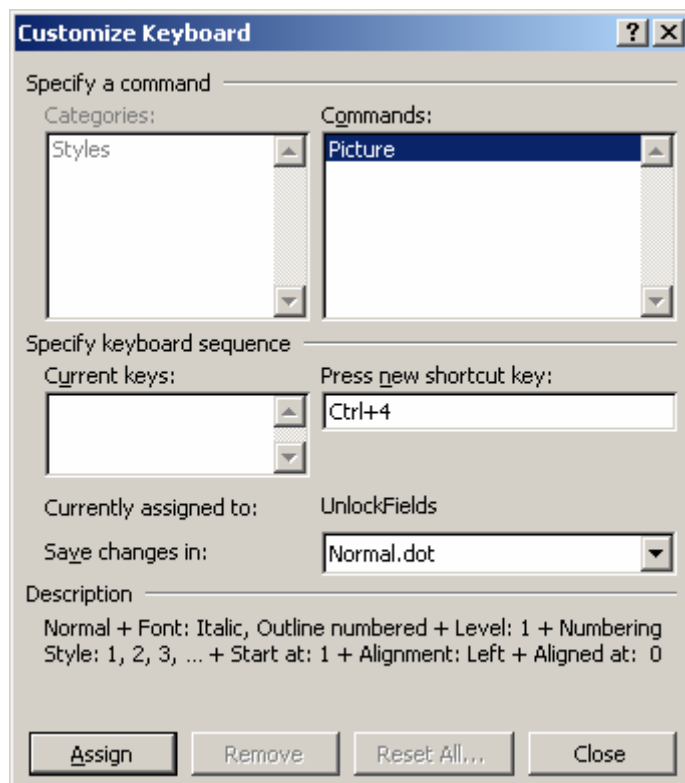 Customize Keyboard
Specify a command
Categories: Commands:
Styles Picture
Specify keyboard sequence
Current keys: Press new shortcut key:
Ctrl+4
Currently assigned to: UnlockFields
Save changes in: Normal.dot
Description
Normal + Font: Italic, Outline numbered + Level: 1 + Numbering
Style: 1, 2, 3, ... + Start at: 1 + Alignment: Left + Aligned at: 0
Assign Remove Reset All... Close